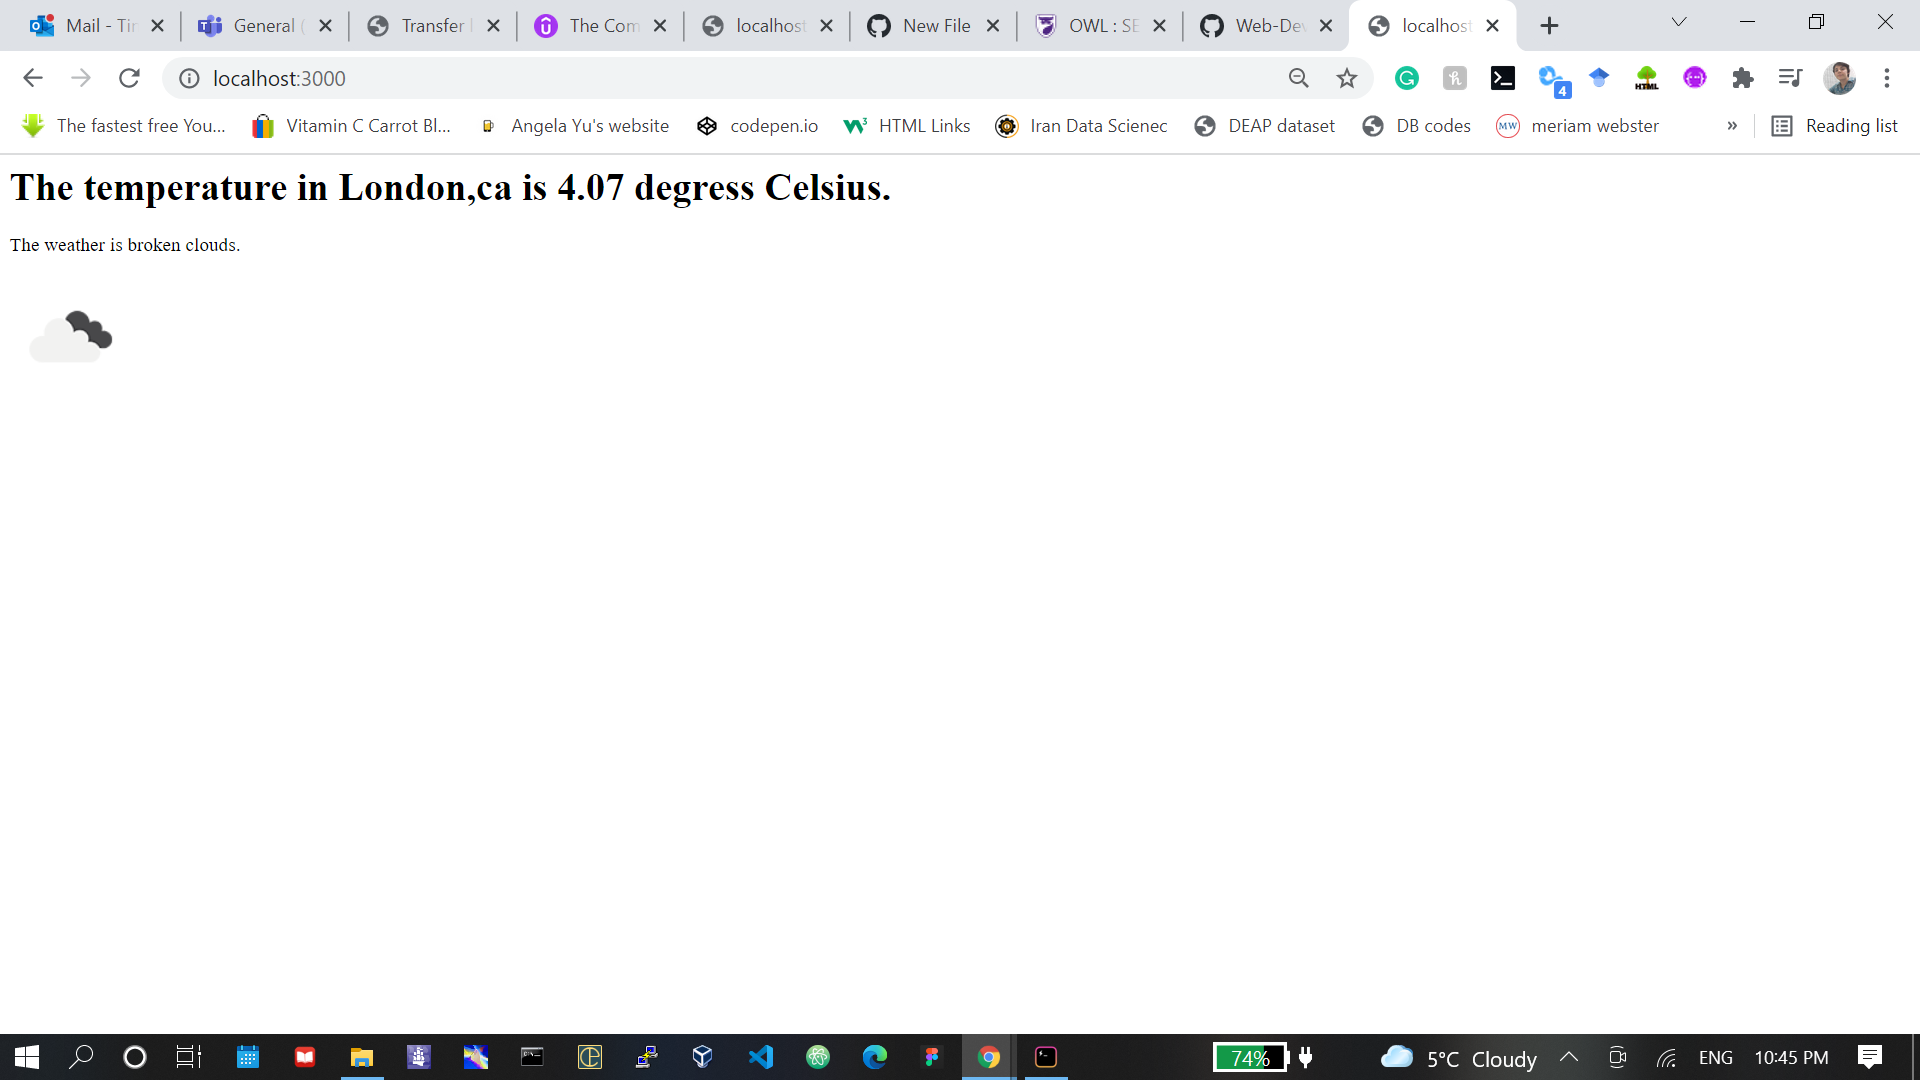 Mail - Tir
General (
Transfer
The Com
localhost
New File
OWL : SE
Web-Dev
localhost
localhost:3000
4
The fastest free You...
Vitamin C Carrot Bl...
Angela Yu's website
codepen.io
HTML Links
Iran Data Scienec
DEAP dataset
DB codes
meriam webster
»
Reading list
The temperature in London,ca is 4.07 degress Celsius.
The weather is broken clouds.
74%
5°C Cloudy
ENG
10:45 PM